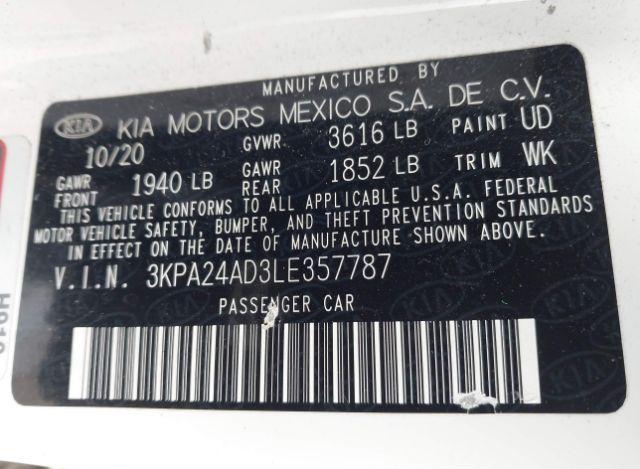 MANUFACTURED BY
KIA KIA MOTORS MEXICO S.A. DE C.V.
10/20 GVWR 3616 LB PAINT UD
GAWR FRONT 1940 LB GAWR REAR 1852 LB TRIM WK
THIS VEHICLE CONFORMS TO ALL APPLICABLE U.S.A. FEDERAL
MOTOR VEHICLE SAFETY, BUMPER, AND THEFT PREVENTION STANDARDS
IN EFFECT ON THE DATE OF MANUFACTURE SHOWN ABOVE.
V.I.N. 3KPA24AD3LE357787
PASSENGER CAR